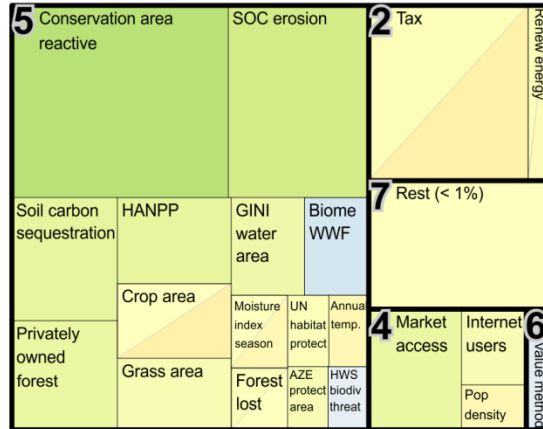 5
Conservation area
reactive
SOC erosion
Soil carbon
sequestration
HANPP
GINI
water
area
Biome
WWF
Crop area
Moisture
index
season
UN
habitat
protect
Annual
temp.
Privately
owned
forest
Grass area
Forest
lost
AZE
protect
area
HWS
biodiv
threat
2
Tax
Renew energy
7
Rest (< 1%)
4
Market
access
Internet
users
Pop
density
6
Value method